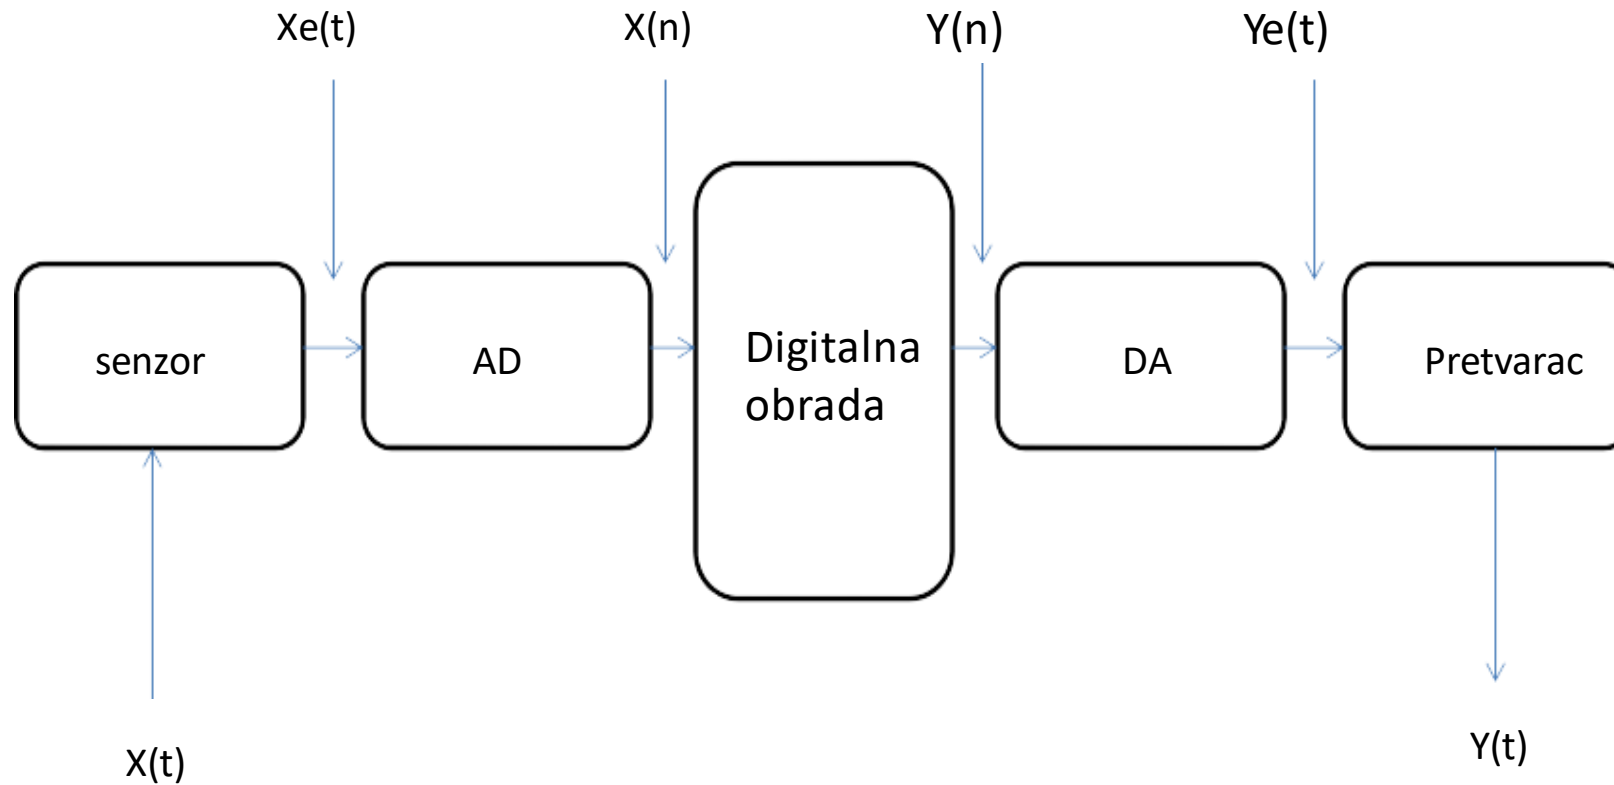 Xe(t)
X(n)
Y(n)
Ye(t)
senzor
AD
Digitalna
obrada
DA
Pretvarac
X(t)
Y(t)